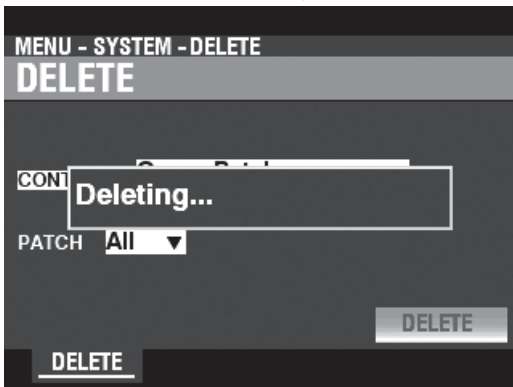 MENU - SYSTEM - DELETE
DELETE
CONT
Deleting...
PATCH All ▼
DELETE
DELETE